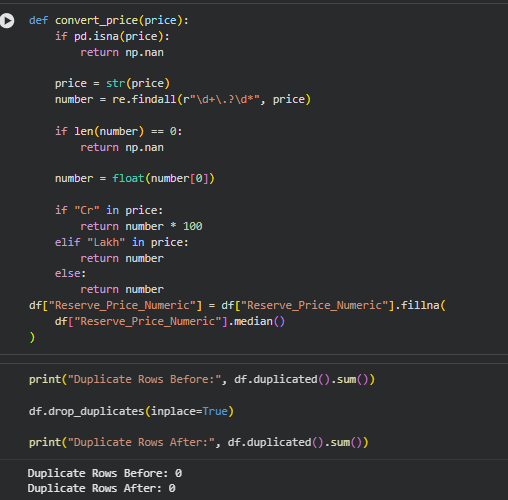 def convert_price(price):
    if pd.isna(price):
        return np.nan

    price = str(price)
    number = re.findall(r"\d+\.?\d*", price)

    if len(number) == 0:
        return np.nan

    number = float(number[0])

    if "Cr" in price:
        return number * 100
    elif "Lakh" in price:
        return number
    else:
        return number
df["Reserve_Price_Numeric"] = df["Reserve_Price_Numeric"].fillna(
    df["Reserve_Price_Numeric"].median()
)
print("Duplicate Rows Before:", df.duplicated().sum())

df.drop_duplicates(inplace=True)

print("Duplicate Rows After:", df.duplicated().sum())
Duplicate Rows Before: 0
Duplicate Rows After: 0